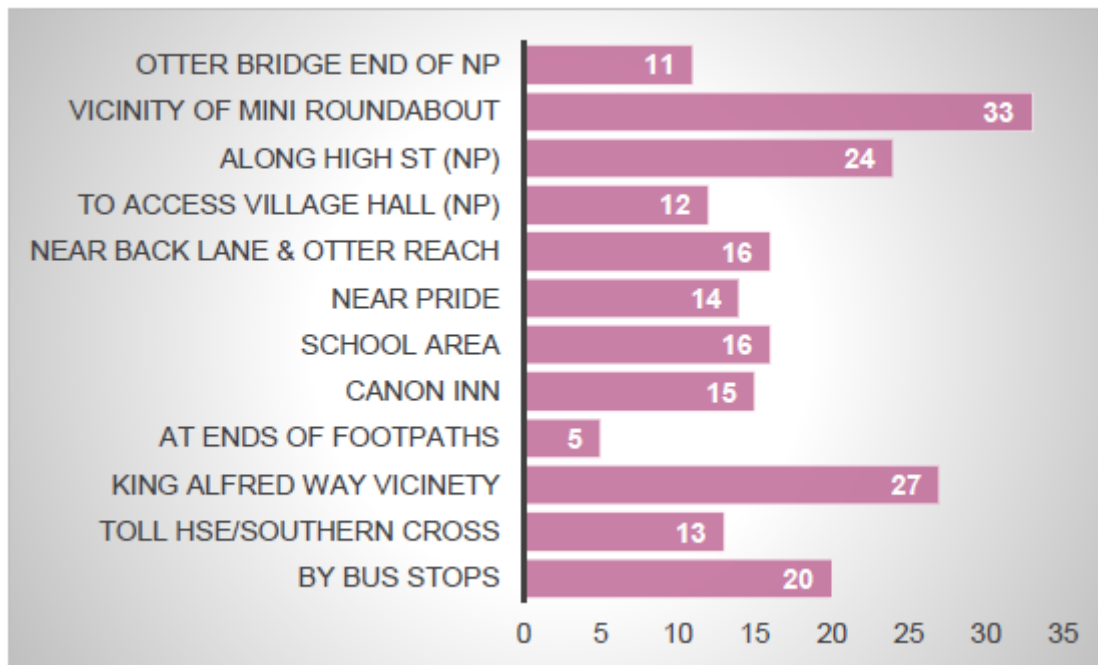 OTTER BRIDGE END OF NP 11
VICINITY OF MINI ROUNDABOUT 33
ALONG HIGH ST (NP) 24
TO ACCESS VILLAGE HALL (NP) 12
NEAR BACK LANE & OTTER REACH 16
NEAR PRIDE 14
SCHOOL AREA 16
CANON INN 15
AT ENDS OF FOOTPATHS 5
KING ALFRED WAY VICINETY 27
TOLL HSE/SOUTHERN CROSS 13
BY BUS STOPS 20
0 5 10 15 20 25 30 35